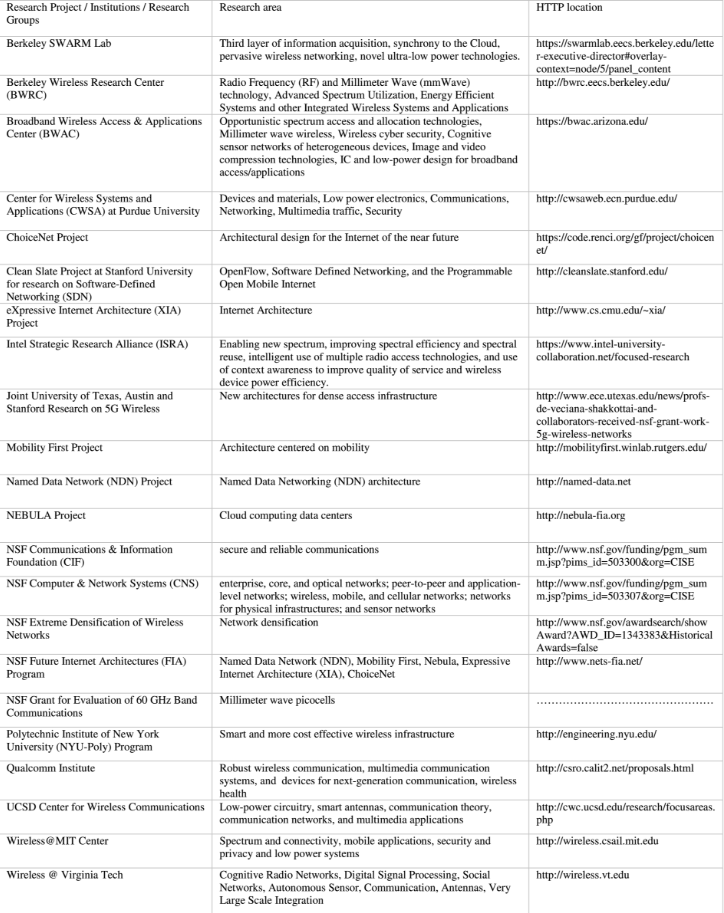 Research Project / Institutions / Research
Groups
Research area
HTTP location
Berkeley SWARM Lab
Third layer of information acquisition, synchrony to the Cloud,
pervasive wireless networking, novel ultra-low power technologies.
https://swarmlab.eecs.berkeley.edu/lette
r-executive-director#overlay-
context=node/5/panel_content
Berkeley Wireless Research Center
(BWRC)
Radio Frequency (RF) and Millimeter Wave (mmWave)
technology, Advanced Spectrum Utilization, Energy Efficient
Systems and other Integrated Wireless Systems and Applications
http://bwrc.eecs.berkeley.edu/
Broadband Wireless Access & Applications
Center (BWAC)
Opportunistic spectrum access and allocation technologies,
Millimeter wave wireless, Wireless cyber security, Cognitive
sensor networks of heterogeneous devices, Image and video
compression technologies, IC and low-power design for broadband
access/applications
https://bwac.arizona.edu/
Center for Wireless Systems and
Applications (CWSA) at Purdue University
Devices and materials, Low power electronics, Communications,
Networking, Multimedia traffic, Security
http://cwsaweb.ecn.purdue.edu/
ChoiceNet Project
Architectural design for the Internet of the near future
https://code.renci.org/gf/project/choicen
et/
Clean Slate Project at Stanford University
for research on Software-Defined
Networking (SDN)
OpenFlow, Software Defined Networking, and the Programmable
Open Mobile Internet
http://cleanslate.stanford.edu/
eXpressive Internet Architecture (XIA)
Project
Internet Architecture
http://www.cs.cmu.edu/~xia/
Intel Strategic Research Alliance (ISRA)
Enabling new spectrum, improving spectral efficiency and spectral
reuse, intelligent use of multiple radio access technologies, and use
of context awareness to improve quality of service and wireless
device power efficiency.
https://www.intel-university-
collaboration.net/focused-research
Joint University of Texas, Austin and
Stanford Research on 5G Wireless
New architectures for dense access infrastructure
http://www.ece.utexas.edu/news/profs-
de-veciana-shakkottai-and-
collaborators-received-nsf-grant-work-
5g-wireless-networks
Mobility First Project
Architecture centered on mobility
http://mobilityfirst.winlab.rutgers.edu/
Named Data Network (NDN) Project
Named Data Networking (NDN) architecture
http://named-data.net
NEBULA Project
Cloud computing data centers
http://nebula-fia.org
NSF Communications & Information
Foundation (CIF)
secure and reliable communications
http://www.nsf.gov/funding/pgm_sum
m.jsp?pims_id=503300&org=CISE
NSF Computer & Network Systems (CNS)
enterprise, core, and optical networks; peer-to-peer and application-
level networks; wireless, mobile, and cellular networks; networks
for physical infrastructures; and sensor networks
http://www.nsf.gov/funding/pgm_sum
m.jsp?pims_id=503307&org=CISE
NSF Extreme Densification of Wireless
Networks
Network densification
http://www.nsf.gov/awardsearch/show
Award?AWD_ID=1343383&Historical
Awards=false
NSF Future Internet Architectures (FIA)
Program
Named Data Network (NDN), Mobility First, Nebula, Expressive
Internet Architecture (XIA), ChoiceNet
http://www.nets-fia.net/
NSF Grant for Evaluation of 60 GHz Band
Communications
Millimeter wave picocells
................................................
Polytechnic Institute of New York
University (NYU-Poly) Program
Smart and more cost effective wireless infrastructure
http://engineering.nyu.edu/
Qualcomm Institute
Robust wireless communication, multimedia communication
systems, and devices for next-generation communication, wireless
health
http://csro.calit2.net/proposals.html
UCSD Center for Wireless Communications
Low-power circuitry, smart antennas, communication theory,
communication networks, and multimedia applications
http://cwc.ucsd.edu/research/focusareas.
php
Wireless@MIT Center
Spectrum and connectivity, mobile applications, security and
privacy and low power systems
http://wireless.csail.mit.edu
Wireless @ Virginia Tech
Cognitive Radio Networks, Digital Signal Processing, Social
Networks, Autonomous Sensor, Communication, Antennas, Very
Large Scale Integration
http://wireless.vt.edu